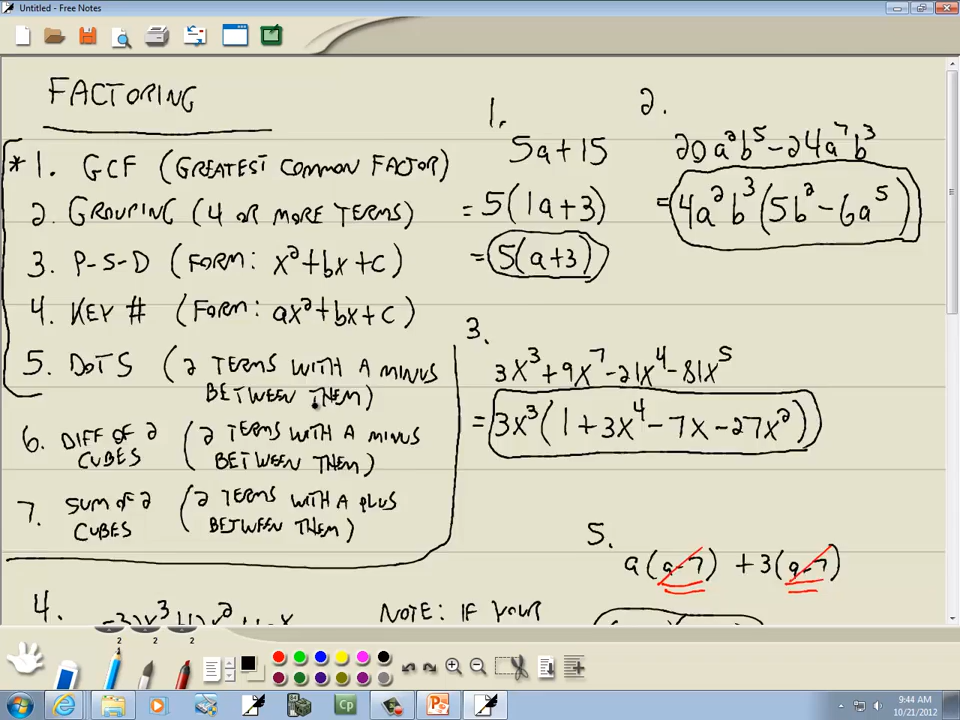 Untitled - Free Notes
FACTORING
* 1. GCF (GREATEST COMMON FACTOR)
2. GROUPING (4 OR MORE TERMS)
3. P-S-D (FORM: x²+bx+c)
4. KEY # (FORM: ax²+bx+c)
5. DOTS (2 TERMS WITH A MINUS
BETWEEN THEM)
6. DIFF OF 2 CUBES (2 TERMS WITH A MINUS
BETWEEN THEM)
7. SUM OF 2 CUBES (2 TERMS WITH A PLUS
BETWEEN THEM)
1.
5a+15
=5(1a+3)
=5(a+3)
2.
20a²b⁵-24a⁷b³
=4a²b³(5b²-6a⁵)
3.
3x³+9x⁷-21x⁴-81x⁵
=3x³(1+3x⁴-7x-27x²)
4.
NOTE: IF YOUR
5.
a(a-7) +3(a-7)
2 2 2
Cp
9:44 AM
10/21/2012